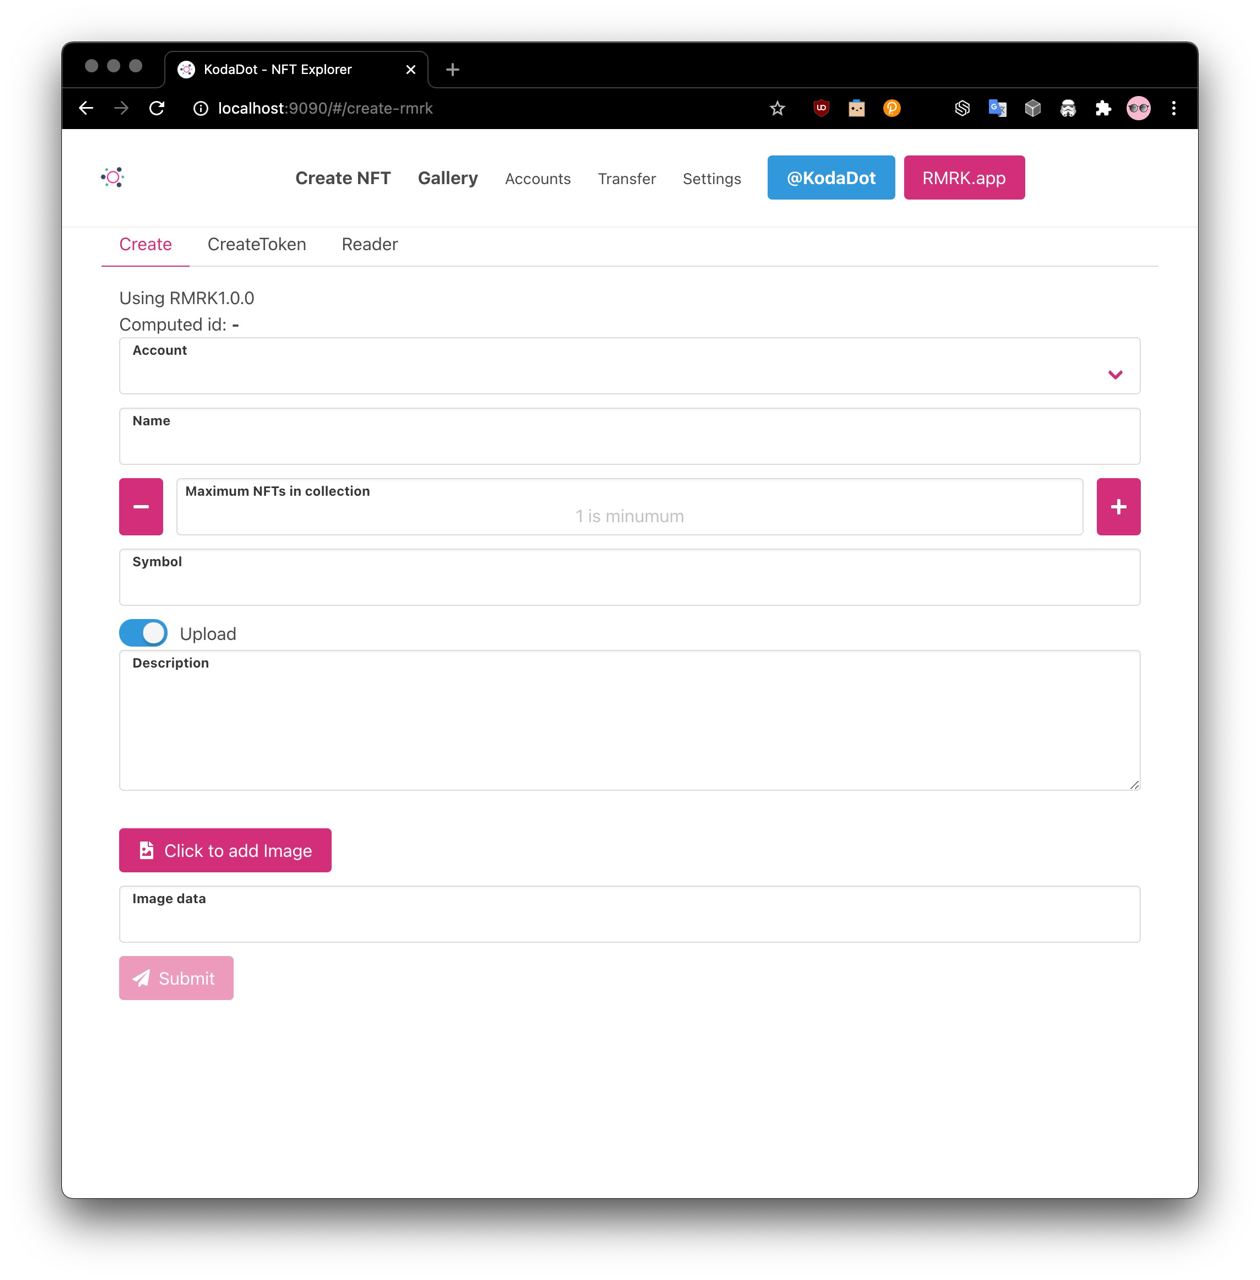 KodaDot - NFT Explorer
localhost:9090/#/create-rmrk
Create NFT Gallery Accounts Transfer Settings @KodaDot RMRK.app
Create CreateToken Reader
Using RMRK1.0.0
Computed id: -
Account
Name
Maximum NFTs in collection
1 is minumum
Symbol
Upload
Description
Click to add Image
Image data
Submit